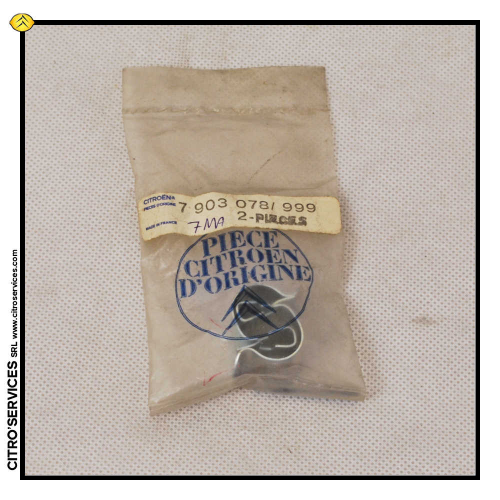 CITROËN®
PIECE D'ORIGINE
MADE IN FRANCE
7 903 078/ 999
7MA
2-PIECES
PIECE
CITROËN
D'ORIGINE
CITRO'SERVICES SRL www.citroservices.com